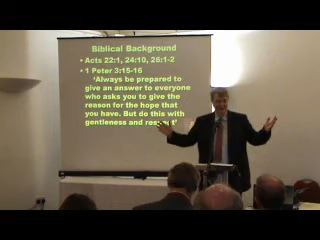 Biblical Background
• Acts 22:1, 24:10, 26:1-2
• 1 Peter 3:15-16
'Always be prepared to
give an answer to everyone
who asks you to give the
reason for the hope that
you have. But do this with
gentleness and respect'